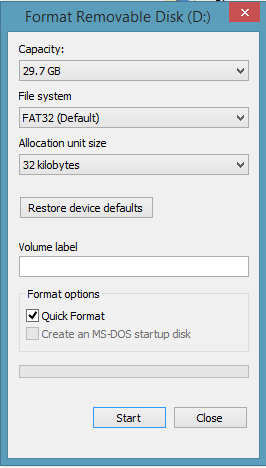 Format Removable Disk (D:)
Capacity:
29.7 GB
File system
FAT32 (Default)
Allocation unit size
32 kilobytes
Restore device defaults
Volume label
Format options
Quick Format
Create an MS-DOS startup disk
Start Close